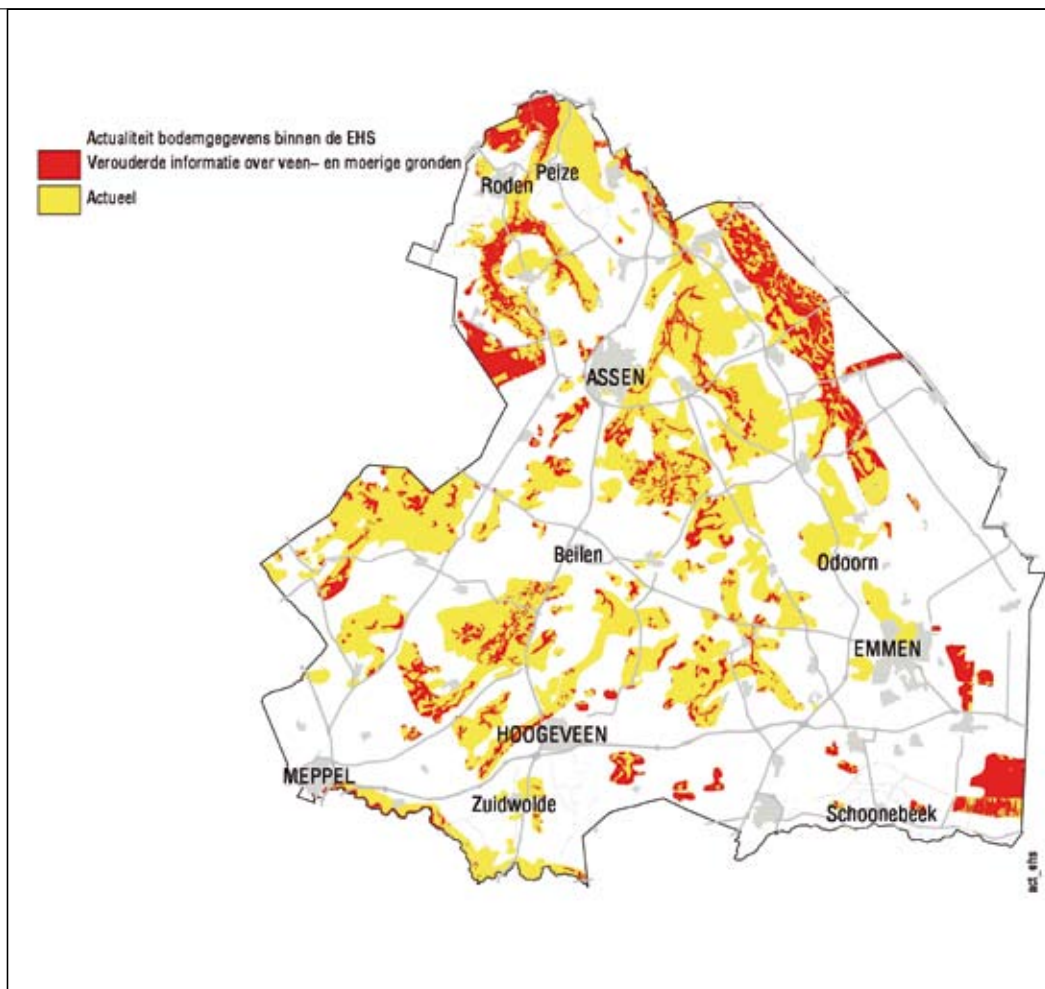 Actualiteit bodemgegevens binnen de EHS
Verouderde informatie over veen- en moerige gronden
Actueel
Peize
Roden
ASSEN
Beilen
Odoorn
EMMEN
HOOGEVEEN
MEPPEL
Zuidwolde
Schoonebeek
act_ehs